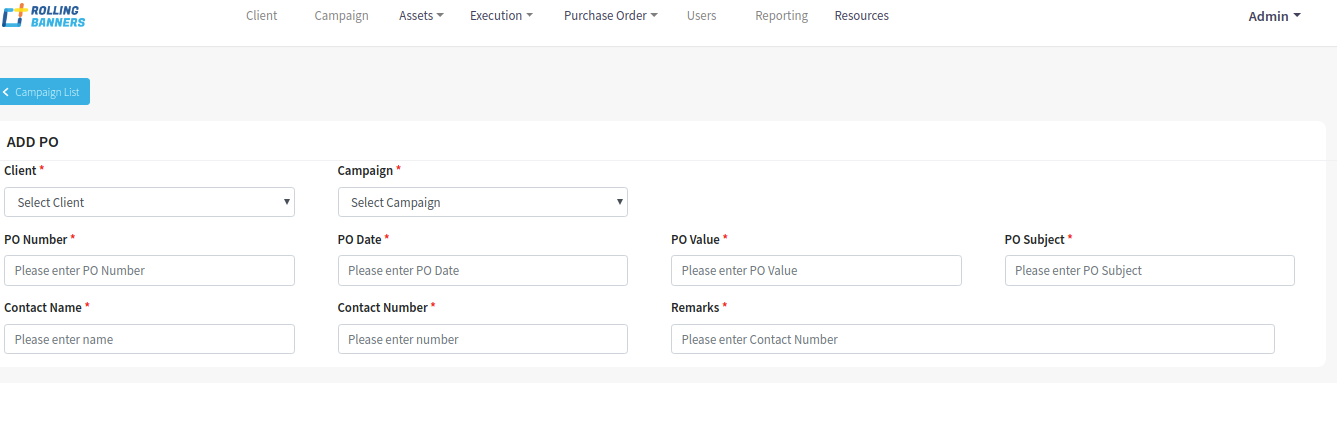 ROLLING
BANNERS
Client Campaign Assets Execution Purchase Order Users Reporting Resources Admin
Campaign List
ADD PO
Client * Campaign *
Select Client Select Campaign
PO Number * PO Date * PO Value * PO Subject *
Please enter PO Number Please enter PO Date Please enter PO Value Please enter PO Subject
Contact Name * Contact Number * Remarks *
Please enter name Please enter number Please enter Contact Number